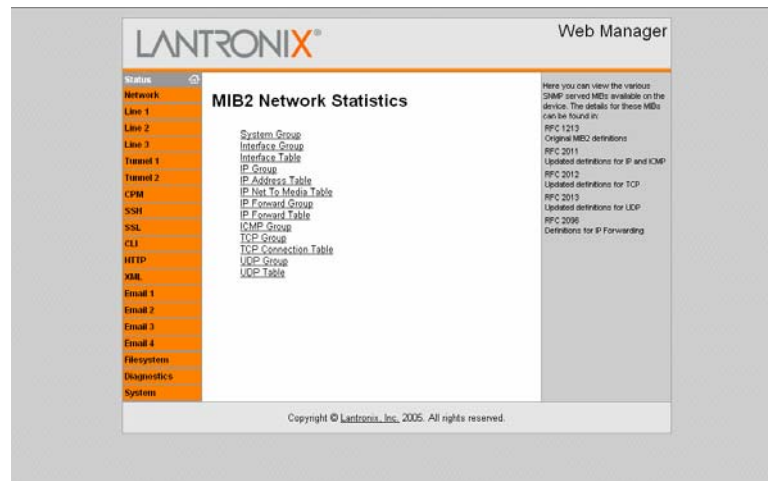 LANTRONIX®
Web Manager
Status
Network
Line 1
Line 2
Line 3
Tunnel 1
Tunnel 2
CPM
SSH
SSL
CLI
HTTP
XML
Email 1
Email 2
Email 3
Email 4
Filesystem
Diagnostics
System
MIB2 Network Statistics
System Group
Interface Group
Interface Table
IP Group
IP Address Table
IP Net To Media Table
IP Forward Group
IP Forward Table
ICMP Group
TCP Group
TCP Connection Table
UDP Group
UDP Table
Here you can view the various
SNMP served MIBs available on the
device. The details for these MIBs
can be found in:
RFC 1213
Original MIB2 definitions
RFC 2011
Updated definitions for IP and ICMP
RFC 2012
Updated definitions for TCP
RFC 2013
Updated definitions for UDP
RFC 2096
Definitions for IP Forwarding
Copyright © Lantronix, Inc. 2005. All rights reserved.